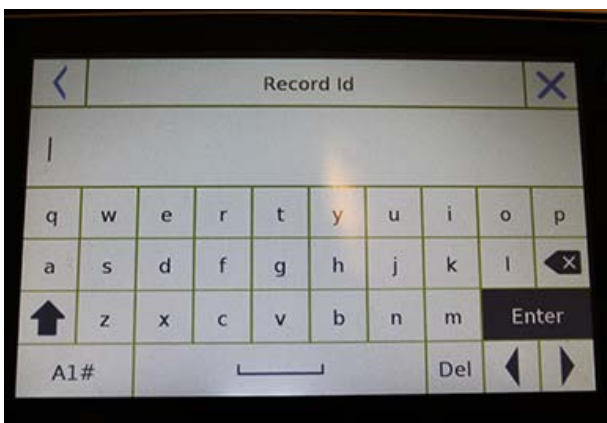 Record Id
q w e r t y u i o p
a s d f g h j k l
z x c v b n m Enter
A1# Del